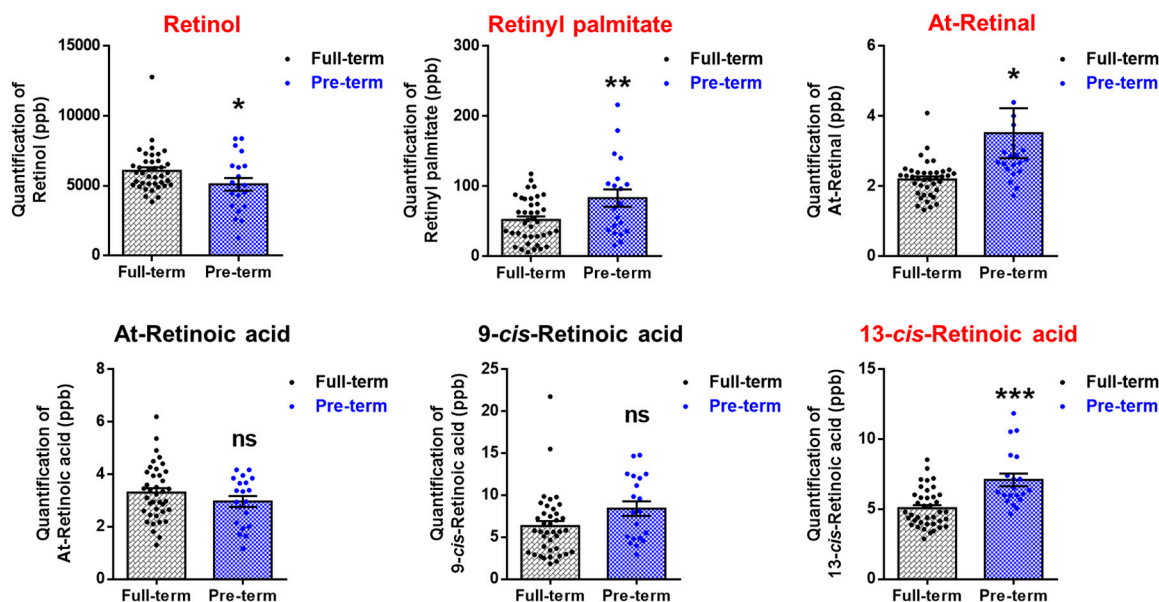 Retinol
Quantification of
Retinol (ppb)
15000
10000
5000
0
*
Full-term
Pre-term
Full-term
Pre-term
Retinyl palmitate
Quantification of
Retinyl palmitate (ppb)
300
200
100
0
**
Full-term
Pre-term
Full-term
Pre-term
At-Retinal
Quantification of
At-Retinal (ppb)
6
4
2
0
*
Full-term
Pre-term
Full-term
Pre-term
At-Retinoic acid
Quantification of
At-Retinoic acid (ppb)
8
6
4
2
0
ns
Full-term
Pre-term
Full-term
Pre-term
9-cis-Retinoic acid
Quantification of
9-cis-Retinoic acid (ppb)
25
20
15
10
5
0
ns
Full-term
Pre-term
Full-term
Pre-term
13-cis-Retinoic acid
Quantification of
13-cis-Retinoic acid (ppb)
15
10
5
0
***
Full-term
Pre-term
Full-term
Pre-term